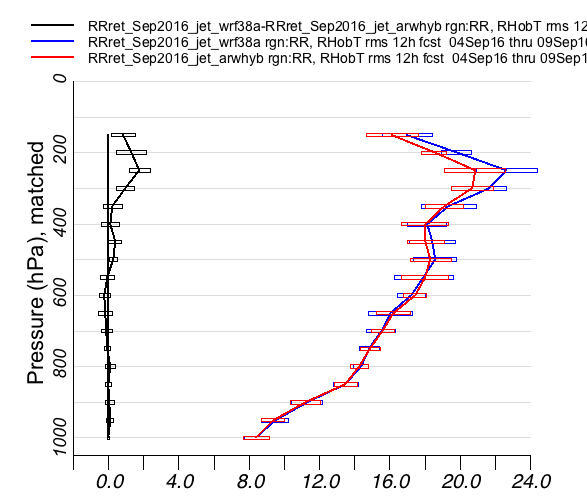 RRret_Sep2016_jet_wrf38a-RRret_Sep2016_jet_arwhyb rgn:RR, RHobT rms 12
RRret_Sep2016_jet_wrf38a rgn:RR, RHobT rms 12h fcst 04Sep16 thru 09Sep16
RRret_Sep2016_jet_arwhyb rgn:RR, RHobT rms 12h fcst 04Sep16 thru 09Sep1
Pressure (hPa), matched
0
200
400
600
800
1000
0.0 4.0 8.0 12.0 16.0 20.0 24.0